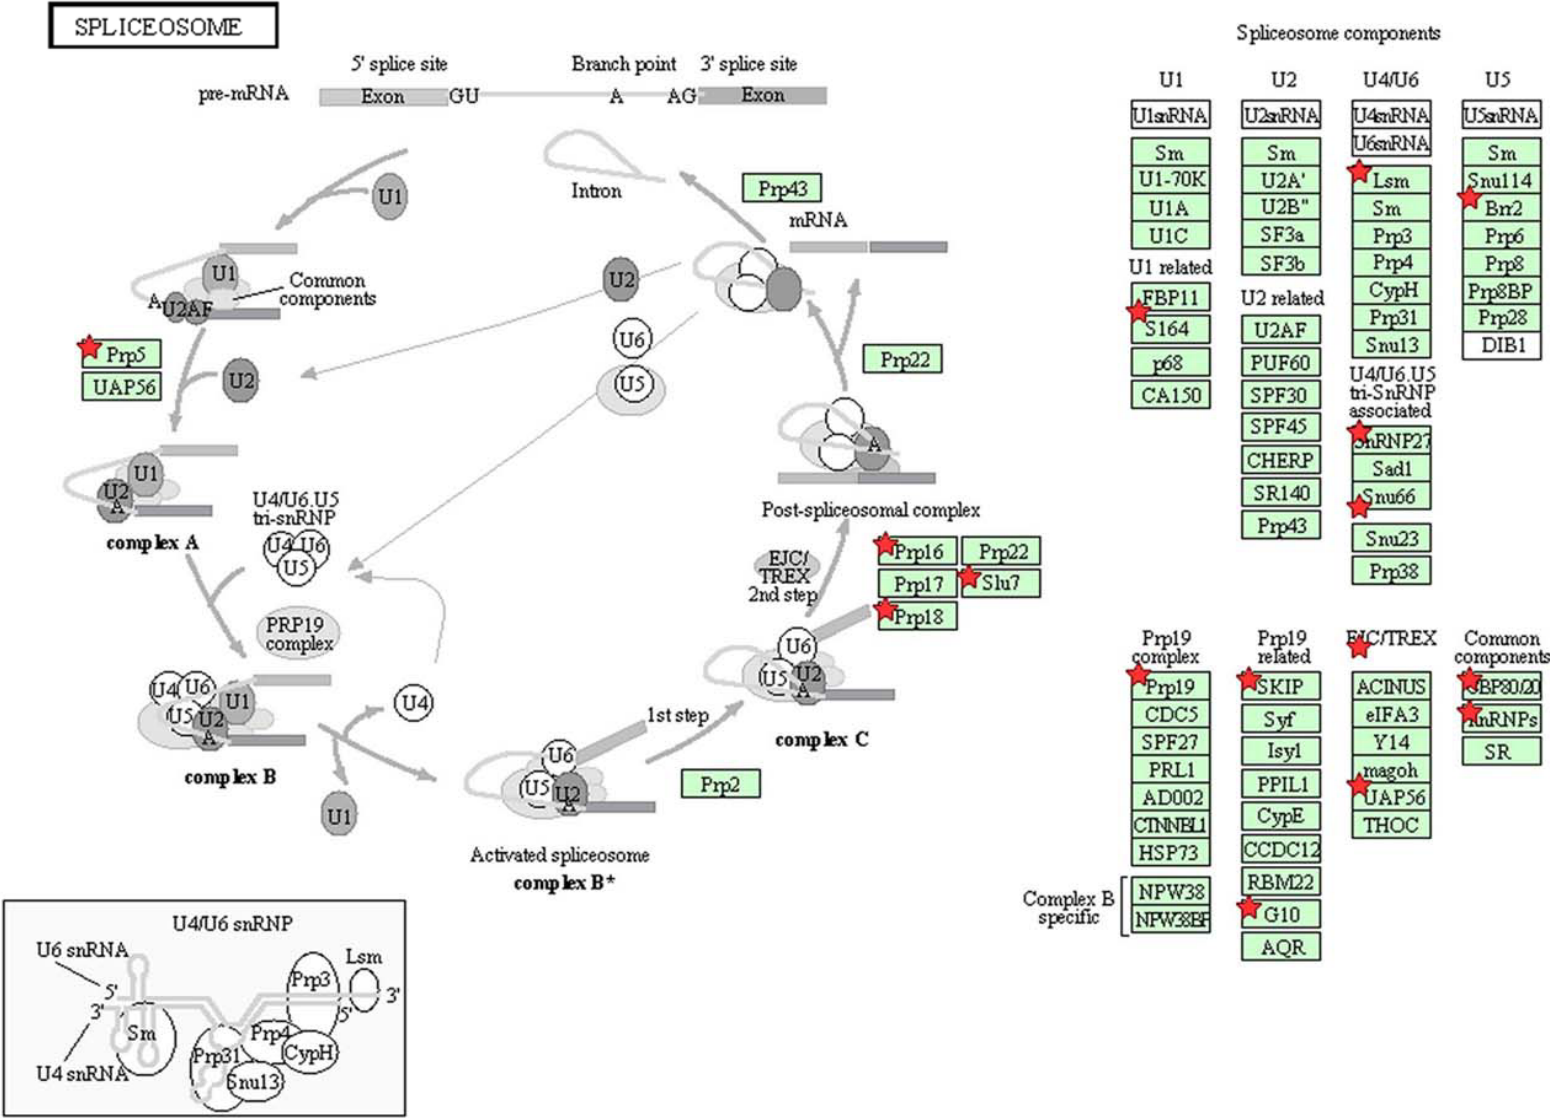 SPLICEOSOME
5' splice site
Branch point
3' splice site
pre-mRNA
Exon
GU
A
AG
Exon
U1
Intron
Prp43
mRNA
U1
Common
components
A
U2AF
U2
U6
U5
Prp5
UAP56
U2
Prp22
U1
U2
A
complex A
U4/U6.U5
tri-snRNP
U4
U6
U5
A
Post-spliceosomal complex
EJC/
TREX
2nd step
Prp16
Prp22
Prp17
Slu7
Prp18
PRP19
complex
U4
U6
U1
U5
U2
A
complex B
U4
U1
U6
U5
U2
A
complex C
1st step
U6
U5
U2
A
Prp2
Activated spliceosome
complex B*
U4/U6 snRNP
U6 snRNA
Lsm
Prp3
5'
3'
3'
5'
Sm
Prp4
Prp31
CypH
Snu13
U4 snRNA
Spliceosome components
U1
U1snRNA
Sm
U1-70K
U1A
U1C
U1 related
FBP11
S164
p68
CA150
U2
U2snRNA
Sm
U2A'
U2B"
SF3a
SF3b
U2 related
U2AF
PUF60
SPF30
SPF45
CHERP
SR140
Prp43
U4/U6
U4snRNA
U6snRNA
Lsm
Sm
Prp3
Prp4
CypH
Prp31
Snu13
U4/U6.U5
tri-SnRNP
associated
SnRNP27
Sad1
Snu66
Snu23
Prp38
U5
U5snRNA
Sm
Snu114
Brr2
Prp6
Prp8
Prp8BP
Prp28
DIB1
Prp19
complex
Prp19
CDC5
SPF27
PRL1
AD002
CTNNBL1
HSP73
Complex B
specific
NPW38
NPW38BP
Prp19
related
SKIP
Syf
Isy1
PPIL1
CypE
CCDC12
RBM22
G10
AQR
EJC/TREX
ACINUS
eIFA3
Y14
magoh
UAP56
THOC
Common
components
CBP80/20
hnRNPs
SR